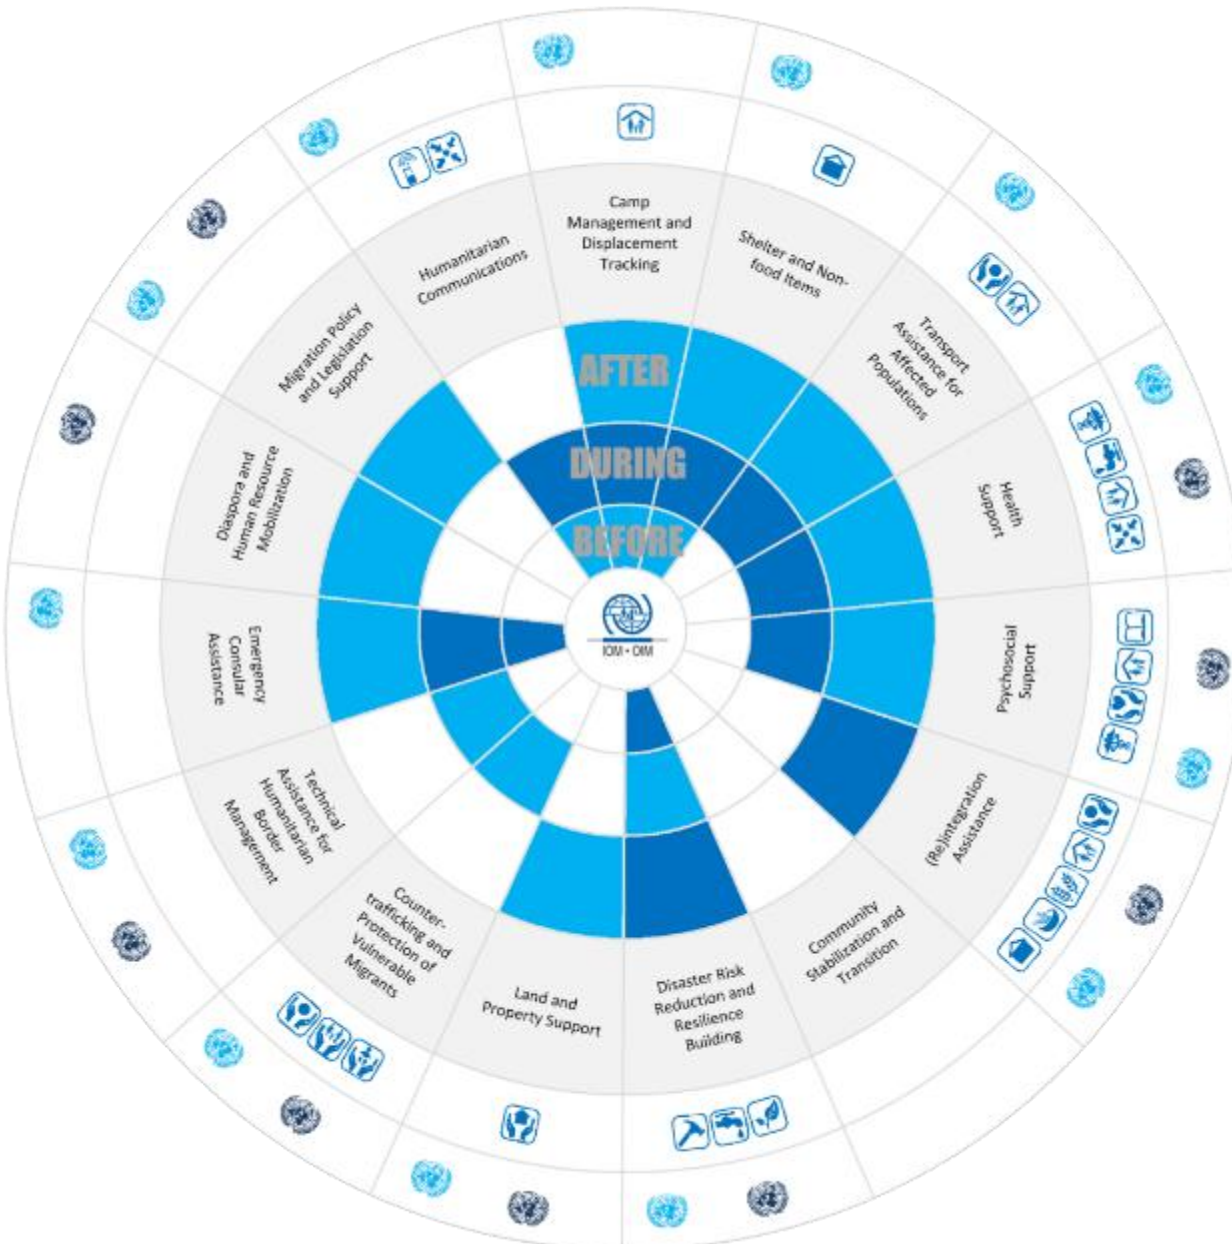 Camp
Management and
Displacement
Tracking
Shelter and Non-
food Items
Transport
Assistance for
Affected
Populations
Health
Support
Psychosocial
Support
(Re)integration
Assistance
Community
Stabilization and
Transition
Disaster Risk
Reduction and
Resilience
Building
Land and
Property Support
Counter-
trafficking and
Protection of
Vulnerable
Migrants
Technical
Assistance for
Humanitarian
Border
Management
Emergency
Consular
Assistance
Diaspora and
Human Resource
Mobilization
Migration Policy
and Legislation
Support
Humanitarian
Communications
AFTER
DURING
BEFORE
IOM • OIM